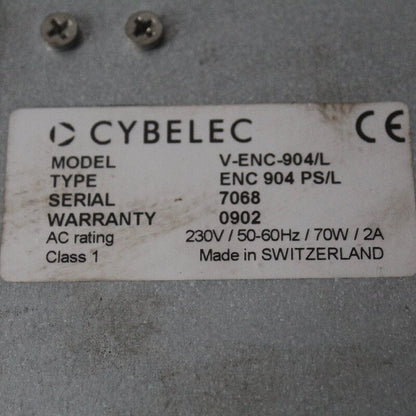 CYBELEC CE
MODEL V-ENC-904/L
TYPE ENC 904 PS/L
SERIAL 7068
WARRANTY 0902
AC rating 230V / 50-60Hz / 70W / 2A
Class 1 Made in SWITZERLAND